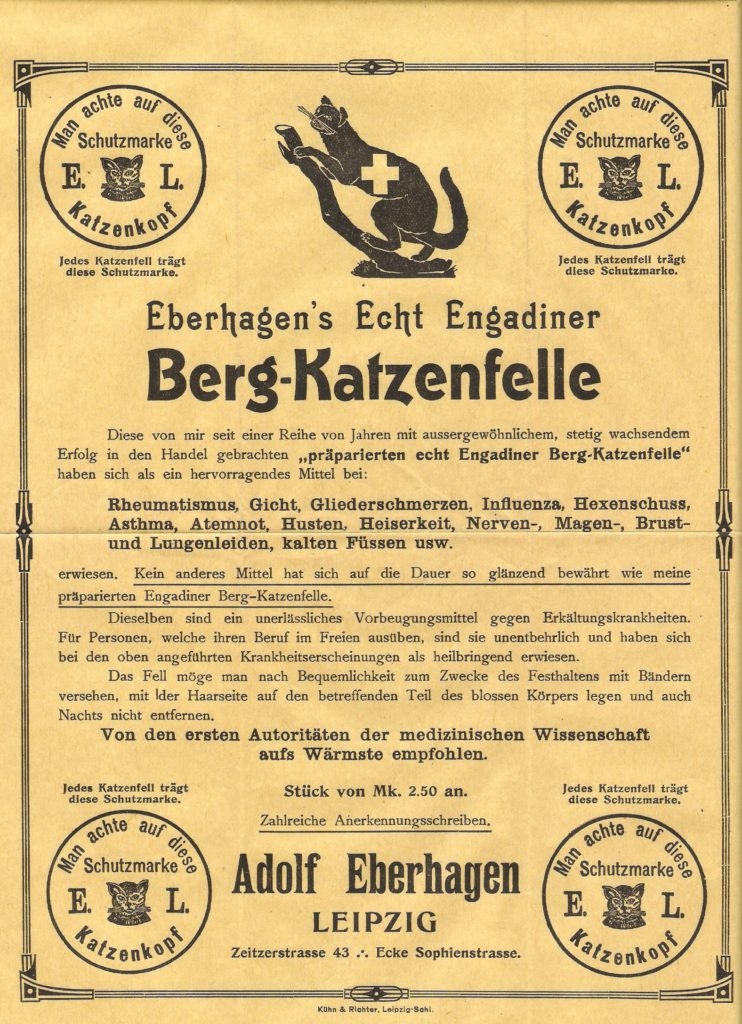 Man achte auf diese
Schutzmarke
E. L.
Katzenkopf
Jedes Katzenfell trägt
diese Schutzmarke.
Man achte auf diese
Schutzmarke
E. L.
Katzenkopf
Jedes Katzenfell trägt
diese Schutzmarke.
Eberhagen's Echt Engadiner
Berg-Katzenfelle
Diese von mir seit einer Reihe von Jahren mit aussergewöhnlichem, stetig wachsendem
Erfolg in den Handel gebrachten „präparierten echt Engadiner Berg-Katzenfelle“
haben sich als ein hervorragendes Mittel bei:
Rheumatismus, Gicht, Gliederschmerzen, Influenza, Hexenschuss,
Asthma, Atemnot, Husten, Heiserkeit, Nerven-, Magen-, Brust-
und Lungenleiden, kalten Füssen usw.
erwiesen. Kein anderes Mittel hat sich auf die Dauer so glänzend bewährt wie meine
präparierten Engadiner Berg-Katzenfelle.
Dieselben sind ein unerlässliches Vorbeugungsmittel gegen Erkältungskrankheiten.
Für Personen, welche ihren Beruf im Freien ausüben, sind sie unentbehrlich und haben sich
bei den oben angeführten Krankheitserscheinungen als heilbringend erwiesen.
Das Fell möge man nach Bequemlichkeit zum Zwecke des Festhaltens mit Bändern
versehen, mit der Haarseite auf den betreffenden Teil des blossen Körpers legen und auch
Nachts nicht entfernen.
Von den ersten Autoritäten der medizinischen Wissenschaft
aufs Wärmste empfohlen.
Jedes Katzenfell trägt
diese Schutzmarke.
Man achte auf diese
Schutzmarke
E. L.
Katzenkopf
Stück von Mk. 2.50 an.
Zahlreiche Anerkennungsschreiben.
Adolf Eberhagen
LEIPZIG
Zeitzerstrasse 43 .·. Ecke Sophienstrasse.
Jedes Katzenfell trägt
diese Schutzmarke.
Man achte auf diese
Schutzmarke
E. L.
Katzenkopf
Kühn & Richter, Leipzig-Schl.